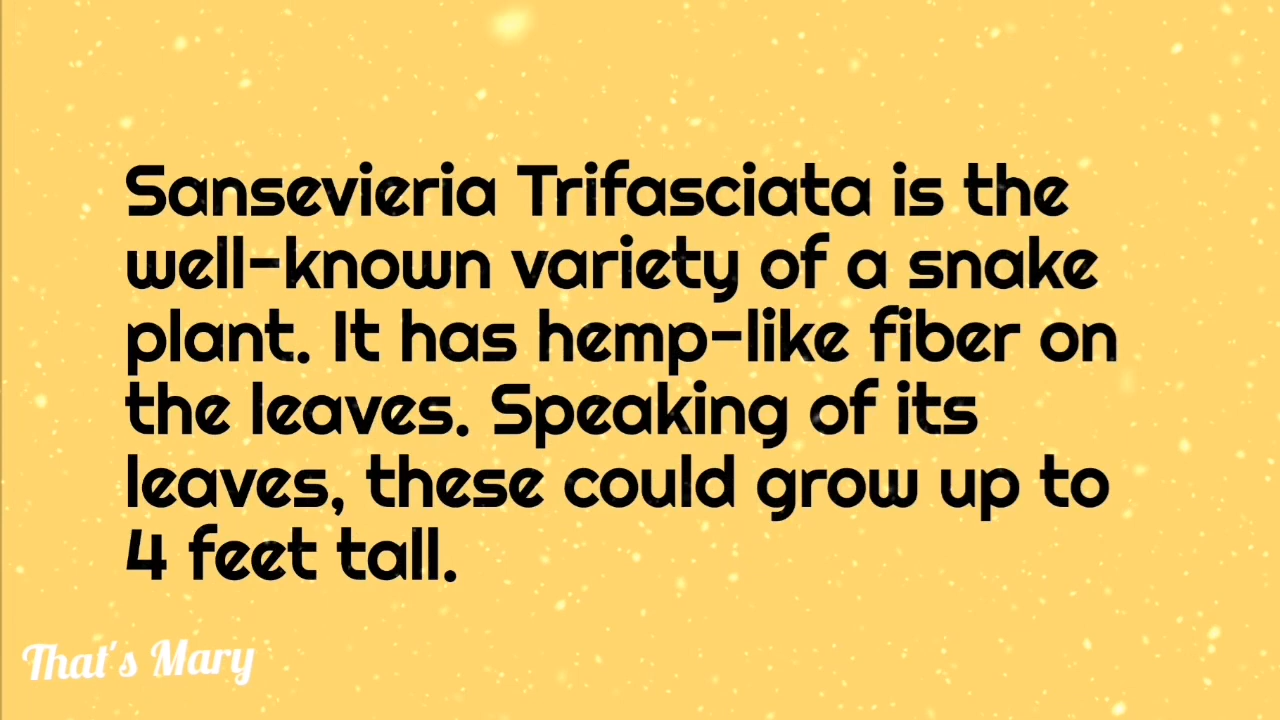 Sansevieria Trifasciata is the
well-known variety of a snake
plant. It has hemp-like fiber on
the leaves. Speaking of its
leaves, these could grow up to
4 feet tall.
That's Mary